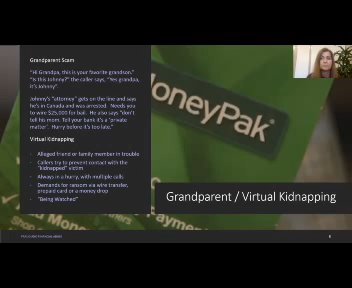 Grandparent Scam
"Hi Grandpa, this is your favorite grandson."
"Is this Johnny?" the caller says, "Yes grandpa,
it's Johnny".
Johnny's "attorney" gets on the line and says
he's in Canada and was arrested. Needs you
to wire $25,000 for bail. He also says "don't
tell his mom. Tell your bank it's a 'private
matter'. Hurry before it's too late."
Virtual Kidnapping
- Alleged friend or family member in trouble
- Callers try to prevent contact with the
"kidnapped" victim
- Always in a hurry, with multiple calls
- Demands for ransom via wire transfer,
prepaid card or a money drop
- "Being Watched"
MoneyPak
Grandparent / Virtual Kidnapping